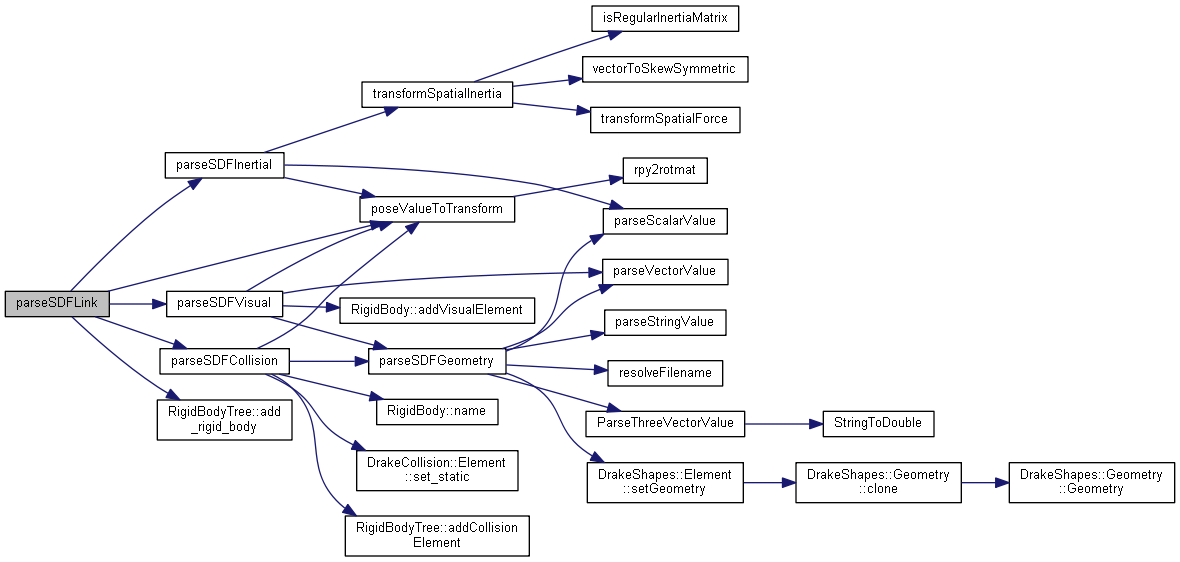 isRegularInertiaMatrix
vectorToSkewSymmetric
transformSpatialInertia
transformSpatialForce
parseSDFInertial
rpy2rotmat
poseValueToTransform
parseScalarValue
parseVectorValue
parseSDFLink
parseSDFVisual
RigidBody::addVisualElement
parseStringValue
parseSDFCollision
parseSDFGeometry
resolveFilename
RigidBodyTree::add
_rigid_body
RigidBody::name
ParseThreeVectorValue
StringToDouble
DrakeCollision::Element
::set_static
DrakeShapes::Element
::setGeometry
DrakeShapes::Geometry
::clone
DrakeShapes::Geometry
::Geometry
RigidBodyTree::addCollision
Element